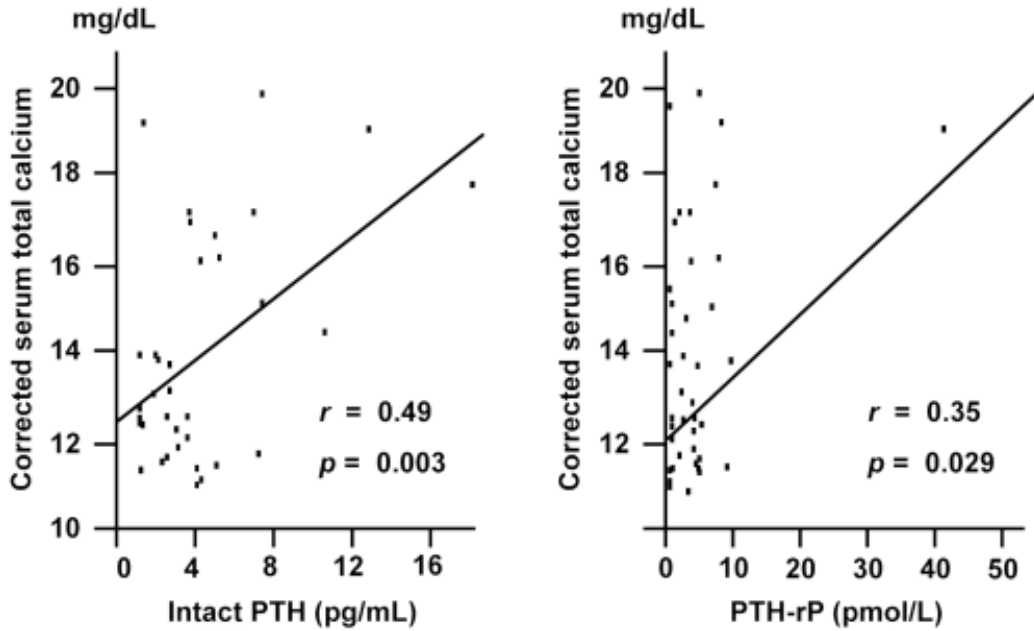 mg/dL
Corrected serum total calcium
20
18
16
14
12
10
0 4 8 12 16
Intact PTH (pg/mL)
r = 0.49
p = 0.003
mg/dL
Corrected serum total calcium
20
18
16
14
12
10
0 10 20 30 40 50
PTH-rP (pmol/L)
r = 0.35
p = 0.029